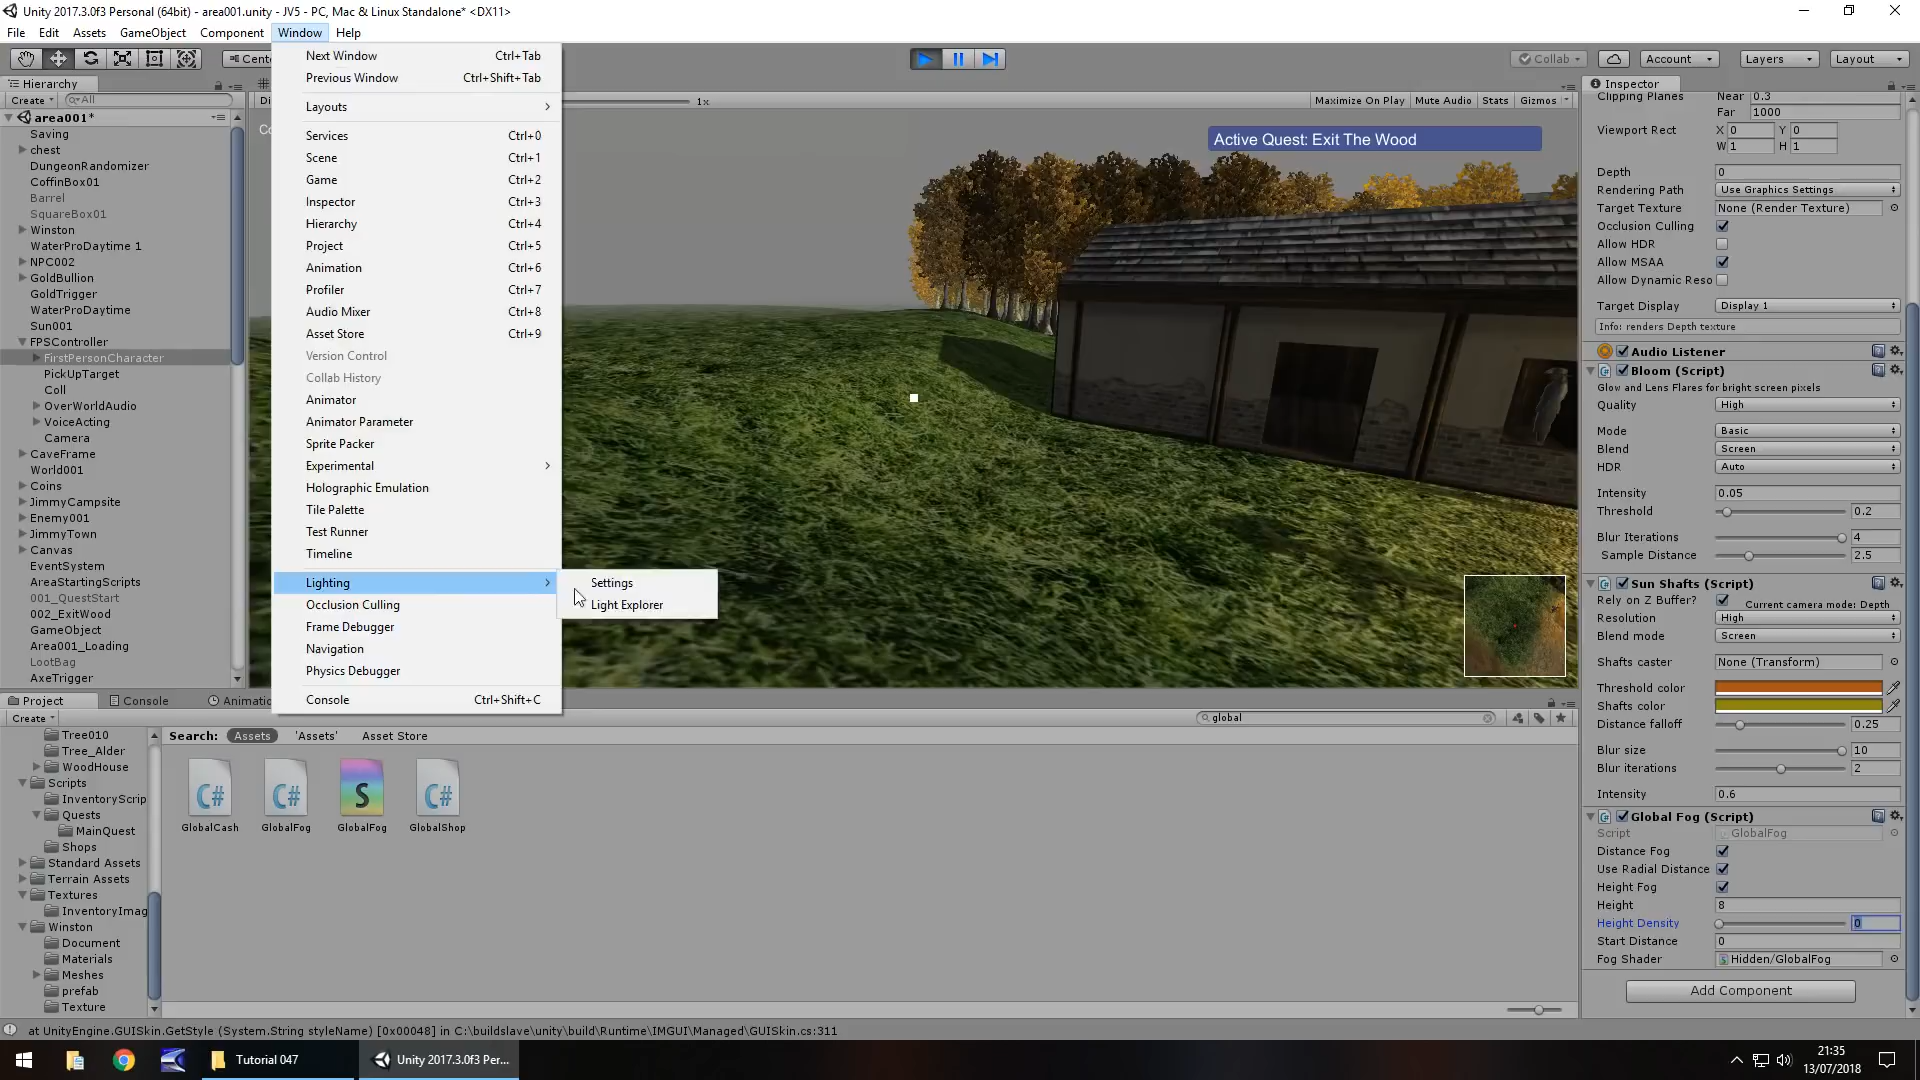 Unity 2017.3.0f3 Personal (64bit) - area001.unity - JV5 - PC, Mac & Linux Standalone* <DX11>
File Edit Assets GameObject Component Window Help
Collab Account Layers Layout
Hierarchy
Create All
area001*
Saving
chest
DungeonRandomizer
CoffinBox01
Barrel
SquareBox01
Winston
WaterProDaytime 1
NPC002
GoldBullion
GoldTrigger
WaterProDaytime
Sun001
FPSController
FirstPersonCharacter
PickUpTarget
Coll
OverWorldAudio
VoiceActing
Camera
CaveFrame
World001
Coins
JimmyCampsite
Enemy001
JimmyTown
Canvas
EventSystem
AreaStartingScripts
001_QuestStart
002_ExitWood
GameObject
Area001_Loading
LootBag
AxeTrigger
Next Window Ctrl+Tab
Previous Window Ctrl+Shift+Tab
Layouts
Services Ctrl+0
Scene Ctrl+1
Game Ctrl+2
Inspector Ctrl+3
Hierarchy Ctrl+4
Project Ctrl+5
Animation Ctrl+6
Profiler Ctrl+7
Audio Mixer Ctrl+8
Asset Store Ctrl+9
Version Control
Collab History
Animator
Animator Parameter
Sprite Packer
Experimental
Holographic Emulation
Tile Palette
Test Runner
Timeline
Lighting
Occlusion Culling
Frame Debugger
Navigation
Physics Debugger
Console Ctrl+Shift+C
Settings
Light Explorer
1x Maximize On Play Mute Audio Stats Gizmos
Active Quest: Exit The Wood
Inspector
Clipping Planes Near 0.3
Far 1000
Viewport Rect X 0 Y 0
W 1 H 1
Depth 0
Rendering Path Use Graphics Settings
Target Texture None (Render Texture)
Occlusion Culling
Allow HDR
Allow MSAA
Allow Dynamic Reso
Target Display Display 1
Info: renders Depth texture
Audio Listener
Bloom (Script)
Glow and Lens Flares for bright screen pixels
Quality High
Mode Basic
Blend Screen
HDR Auto
Intensity 0.05
Threshold 0.2
Blur Iterations 4
Sample Distance 2.5
Sun Shafts (Script)
Rely on Z Buffer? Current camera mode: Depth
Resolution High
Blend mode Screen
Shafts caster None (Transform)
Threshold color
Shafts color
Distance falloff 0.25
Blur size 10
Blur iterations 2
Intensity 0.6
Global Fog (Script)
Script GlobalFog
Distance Fog
Use Radial Distance
Height Fog
Height 8
Height Density 0
Start Distance 0
Fog Shader Hidden/GlobalFog
Add Component
Project Console Animatio
Create global
Tree010
Tree_Alder
WoodHouse
Scripts
InventoryScrip
Quests
MainQuest
Shops
Standard Assets
Terrain Assets
Textures
InventoryImag
Winston
Document
Materials
Meshes
prefab
Texture
Search: Assets 'Assets' Asset Store
C# C# S C#
GlobalCash GlobalFog GlobalFog GlobalShop
at UnityEngine.GUISkin.GetStyle (System.String styleName) [0x00048] in C:\buildslave\unity\build\Runtime\IMGUI\Managed\GUISkin.cs:311
Tutorial 047 Unity 2017.3.0f3 Per...
21:35
13/07/2018